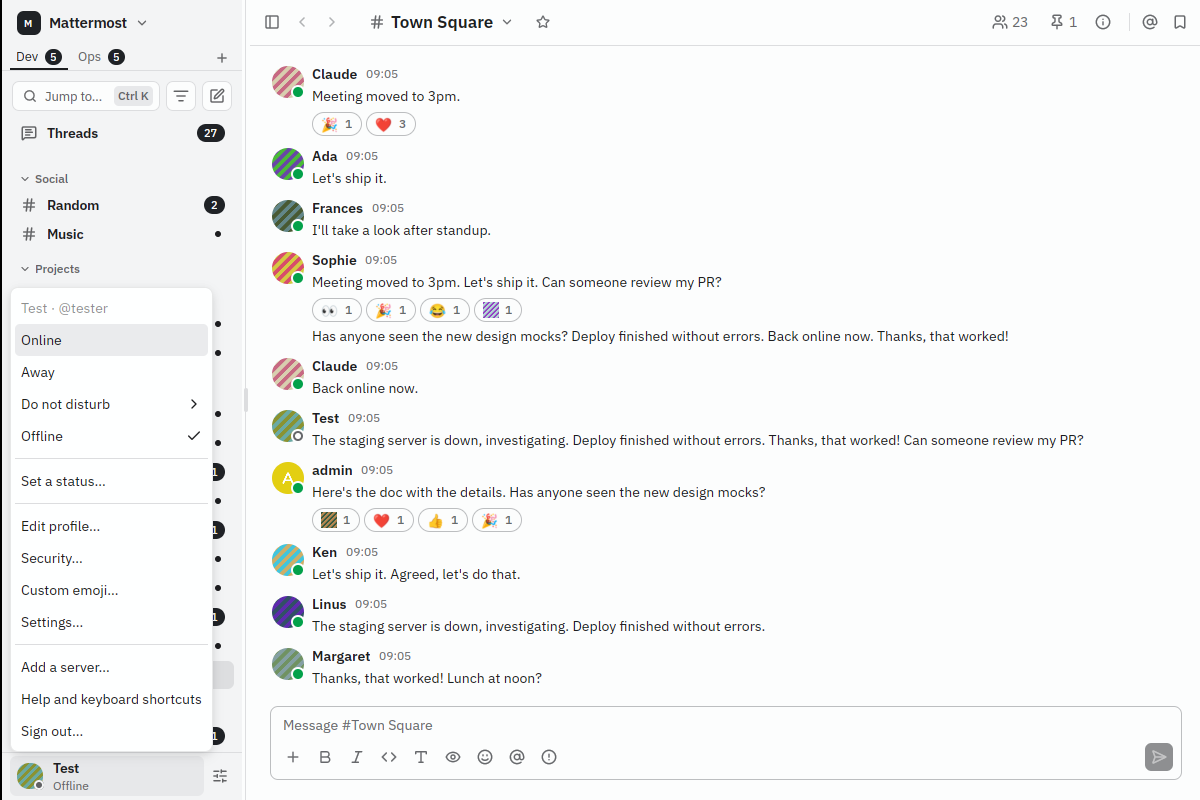 M Mattermost
Dev 5 Ops 5
Jump to... Ctrl K
Threads 27
Social
Random 2
Music
Projects
Test · @tester
Online
Away
Do not disturb
Offline
Set a status...
Edit profile...
Security...
Custom emoji...
Settings...
Add a server...
Help and keyboard shortcuts
Sign out...
1
1
1
1
Test
Offline
# Town Square
23
1
Claude 09:05
Meeting moved to 3pm.
1 3
Ada 09:05
Let's ship it.
Frances 09:05
I'll take a look after standup.
Sophie 09:05
Meeting moved to 3pm. Let's ship it. Can someone review my PR?
1 1 1 1
Has anyone seen the new design mocks? Deploy finished without errors. Back online now. Thanks, that worked!
Claude 09:05
Back online now.
Test 09:05
The staging server is down, investigating. Deploy finished without errors. Thanks, that worked! Can someone review my PR?
A
admin 09:05
Here's the doc with the details. Has anyone seen the new design mocks?
1 1 1 1
Ken 09:05
Let's ship it. Agreed, let's do that.
Linus 09:05
The staging server is down, investigating. Deploy finished without errors.
Margaret 09:05
Thanks, that worked! Lunch at noon?
Message #Town Square